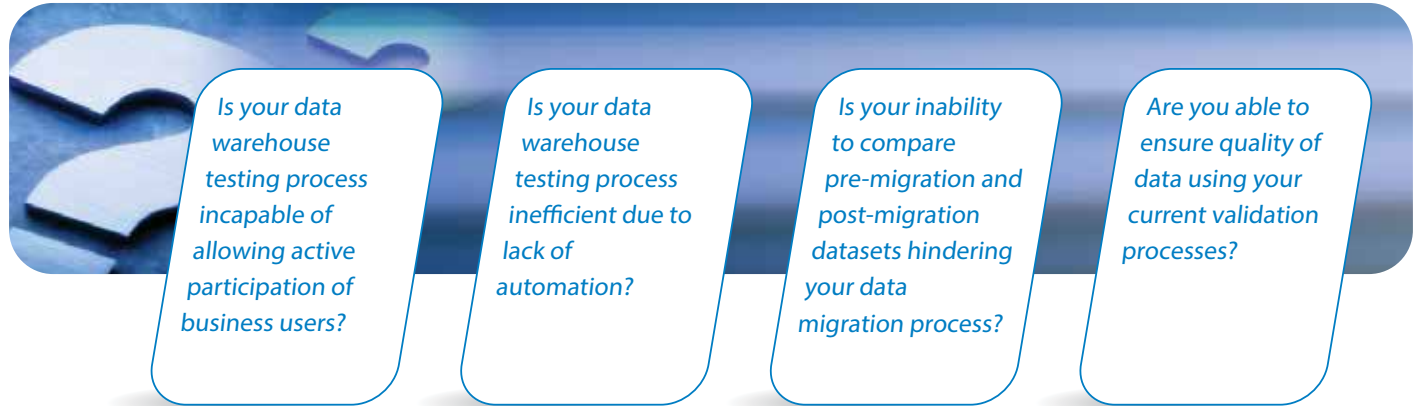 Is your data
warehouse
testing process
incapable of
allowing active
participation of
business users?
Is your data
warehouse
testing process
inefficient due to
lack of
automation?
Is your inability
to compare
pre-migration and
post-migration
datasets hindering
your data
migration process?
Are you able to
ensure quality of
data using your
current validation
processes?